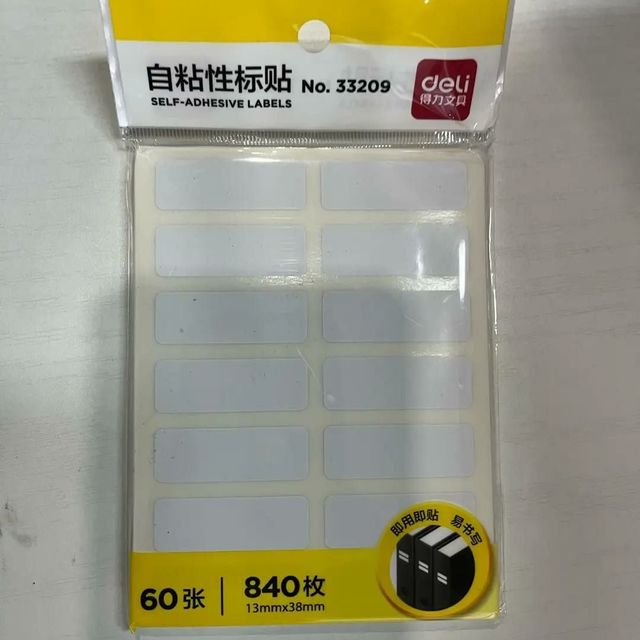 自粘性标贴 No. 33209
SELF-ADHESIVE LABELS
deli
得力文具
即用即贴 易书写
60张
840枚
13mmx38mm